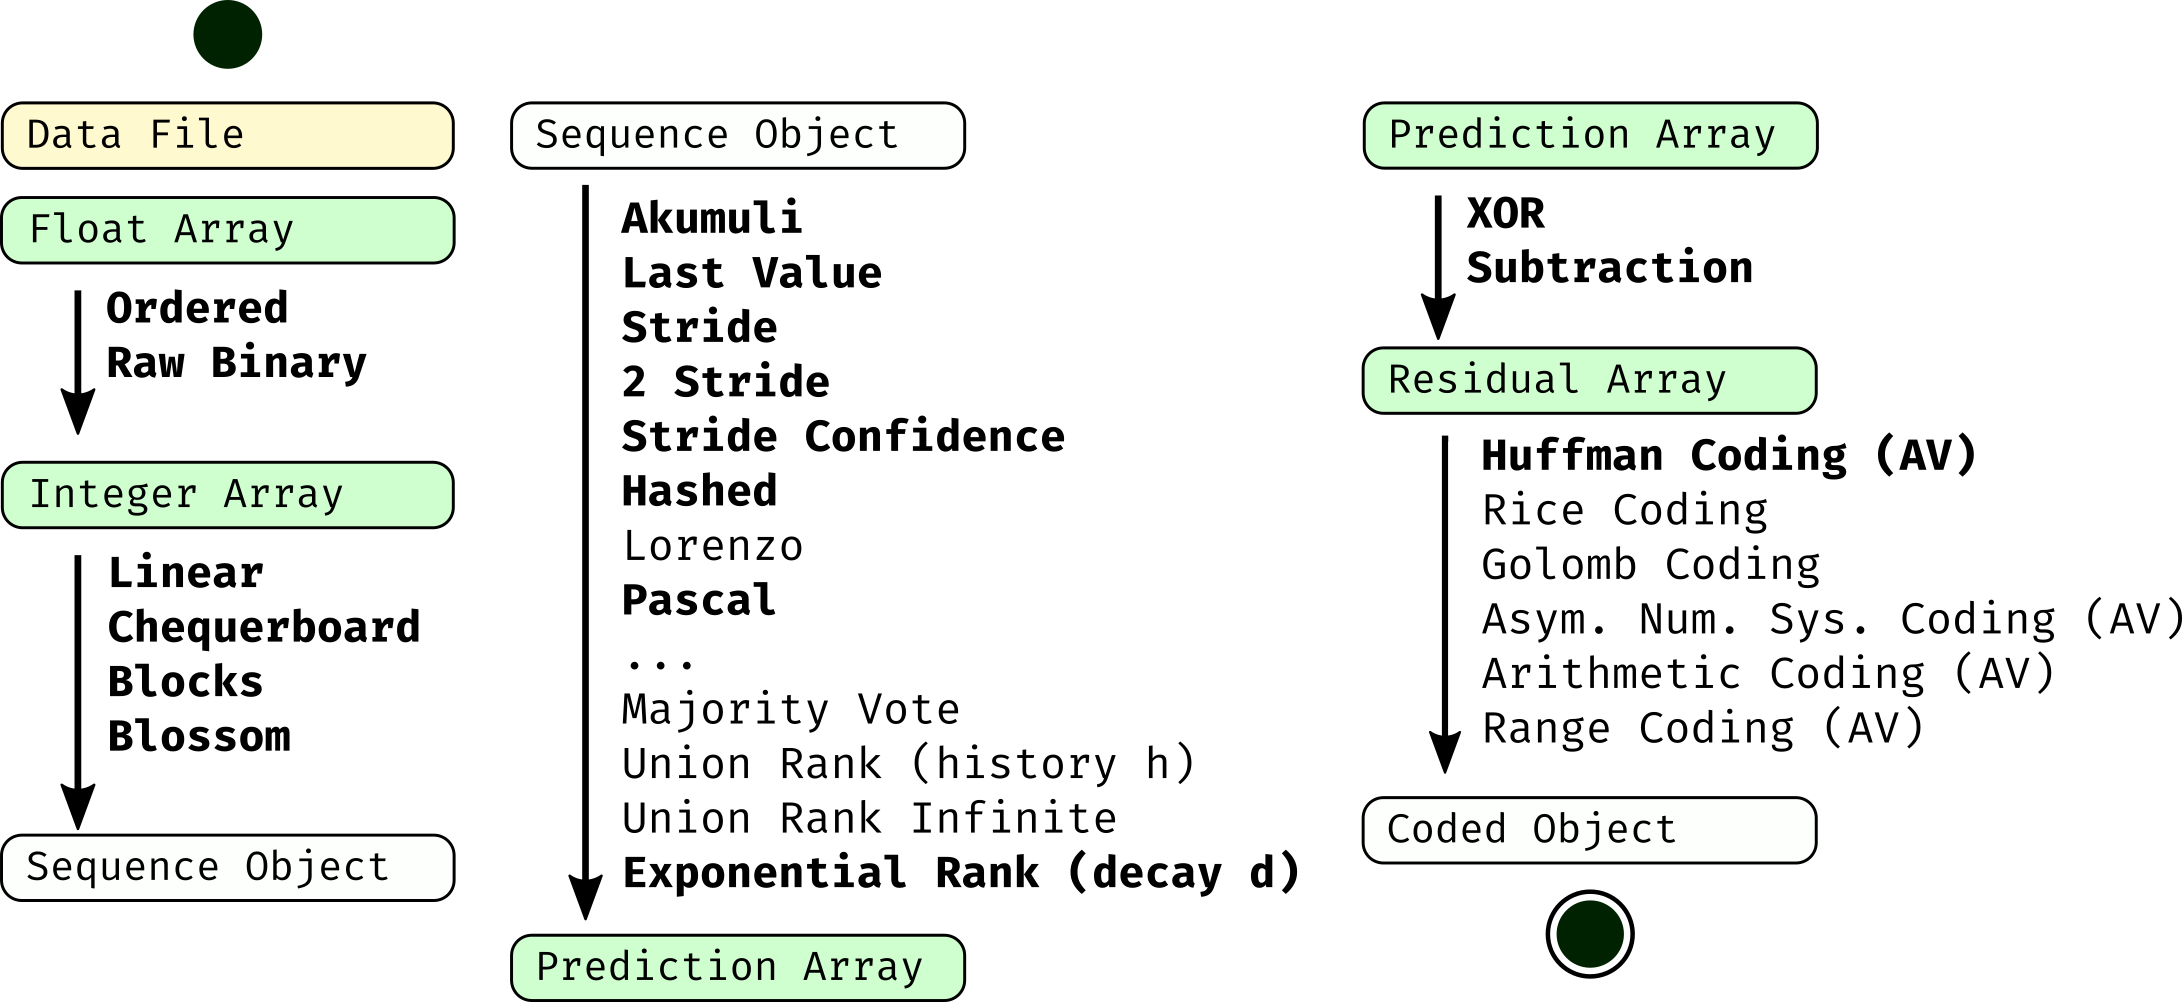 Data File
Float Array
Ordered
Raw Binary
Integer Array
Linear
Chequerboard
Blocks
Blossom
Sequence Object
Sequence Object
Akumuli
Last Value
Stride
2 Stride
Stride Confidence
Hashed
Lorenzo
Pascal
...
Majority Vote
Union Rank (history h)
Union Rank Infinite
Exponential Rank (decay d)
Prediction Array
Prediction Array
XOR
Subtraction
Residual Array
Huffman Coding (AV)
Rice Coding
Golomb Coding
Asym. Num. Sys. Coding (AV)
Arithmetic Coding (AV)
Range Coding (AV)
Coded Object